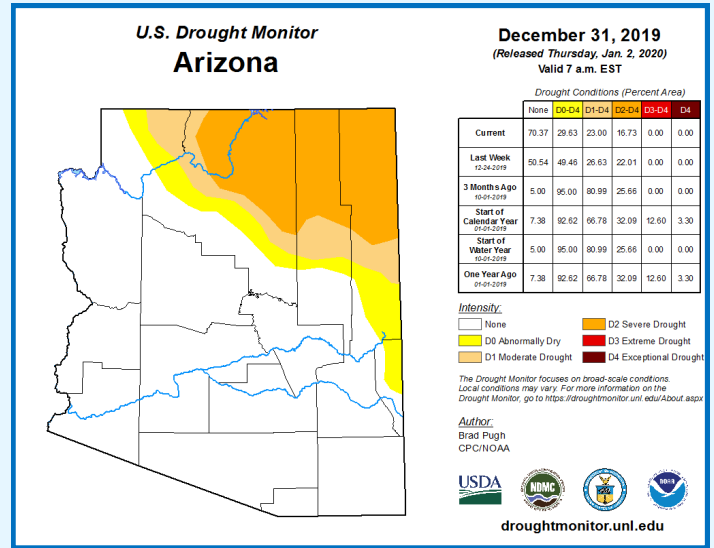 U.S. Drought Monitor
Arizona
December 31, 2019
(Released Thursday, Jan. 2, 2020)
Valid 7 a.m. EST
Drought Conditions (Percent Area)
None D0-D4 D1-D4 D2-D4 D3-D4 D4
Current 70.37 29.63 23.00 16.73 0.00 0.00
Last Week
12-24-2019
50.54 49.46 26.63 22.01 0.00 0.00
3 Months Ago
10-01-2019
5.00 95.00 80.99 25.66 0.00 0.00
Start of
Calendar Year
01-01-2019
7.38 92.62 66.78 32.09 12.60 3.30
Start of
Water Year
10-01-2019
5.00 95.00 80.99 25.66 0.00 0.00
One Year Ago
01-01-2019
7.38 92.62 66.78 32.09 12.60 3.30
Intensity:
None
D0 Abnormally Dry
D1 Moderate Drought
D2 Severe Drought
D3 Extreme Drought
D4 Exceptional Drought
The Drought Monitor focuses on broad-scale conditions.
Local conditions may vary. For more information on the
Drought Monitor, go to https://droughtmonitor.unl.edu/About.aspx
Author:
Brad Pugh
CPC/NOAA
USDA
NDMC
NOAA
droughtmonitor.unl.edu